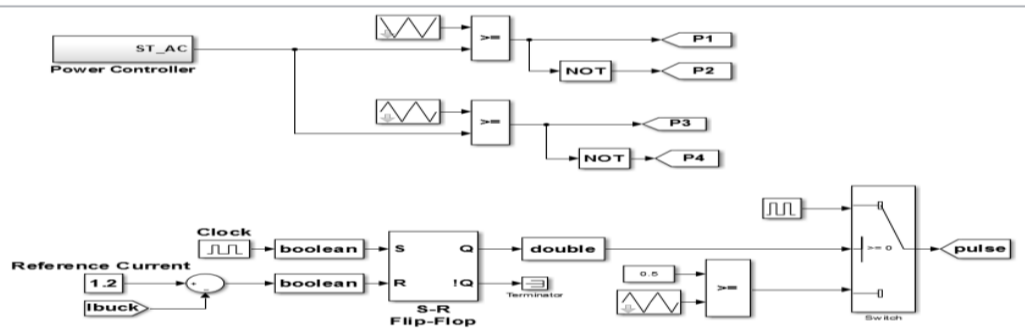 ST_AC
Power Controller
>=
P1
NOT
P2
>=
P3
NOT
P4
Clock
boolean
S
Q
double
>= 0
pulse
Reference Current
1.2
boolean
R
!Q
Terminator
0.5
>=
Ibuck
S-R
Flip-Flop
Switch